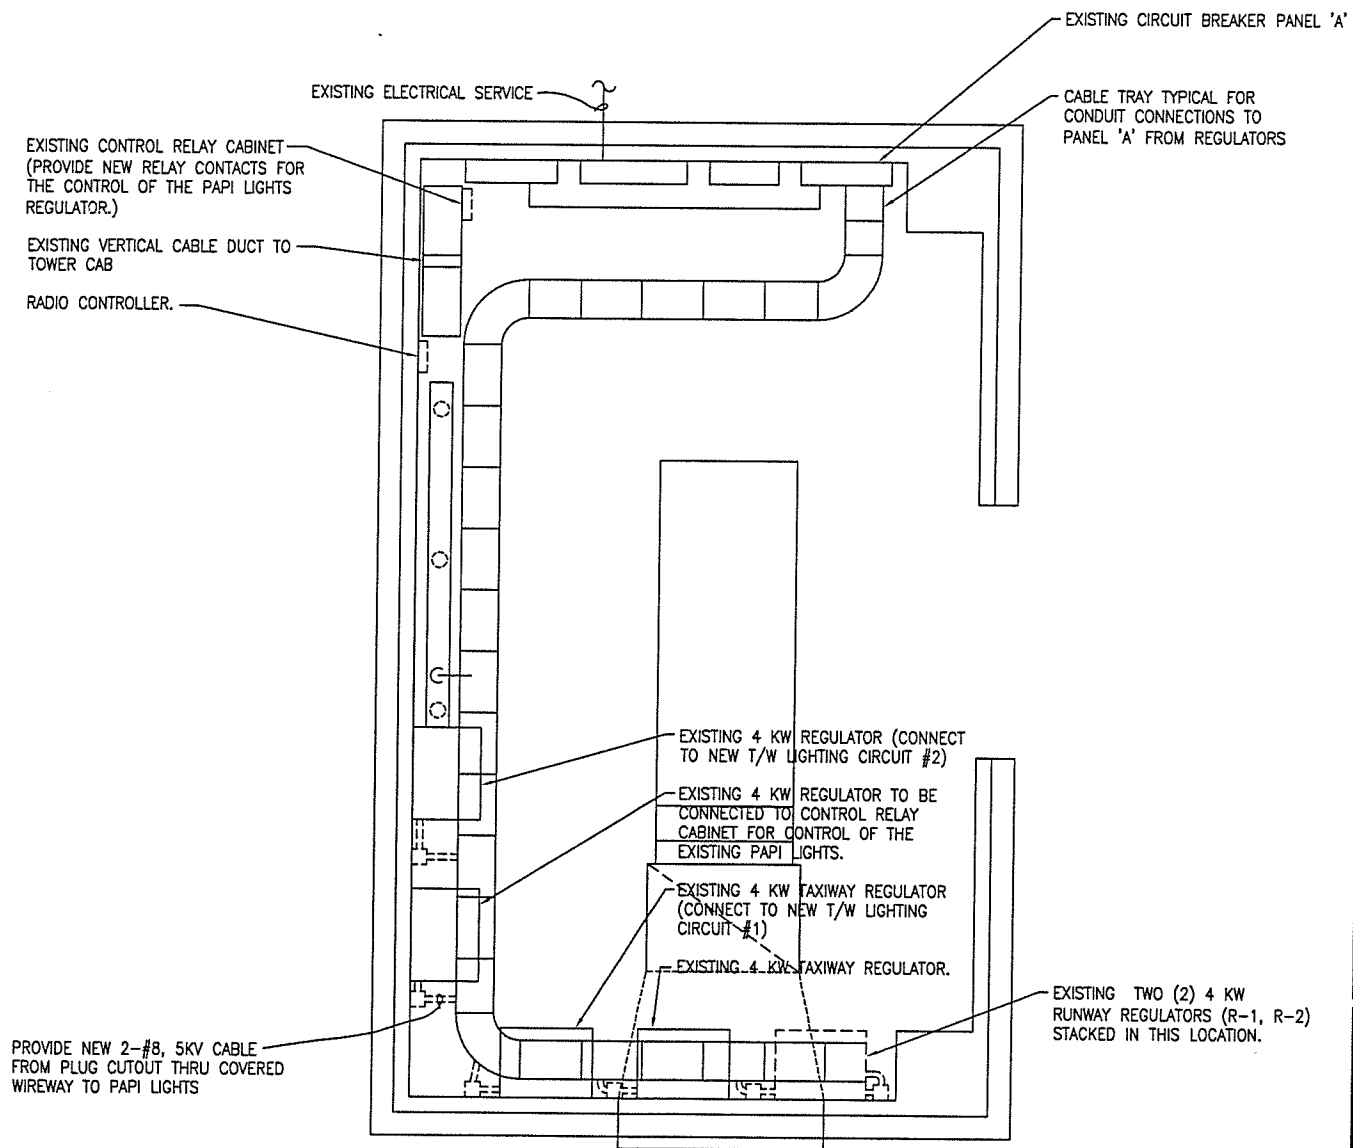 EXISTING CIRCUIT BREAKER PANEL 'A'
EXISTING ELECTRICAL SERVICE
CABLE TRAY TYPICAL FOR
CONDUIT CONNECTIONS TO
PANEL 'A' FROM REGULATORS
EXISTING CONTROL RELAY CABINET
(PROVIDE NEW RELAY CONTACTS FOR
THE CONTROL OF THE PAPI LIGHTS
REGULATOR.)
EXISTING VERTICAL CABLE DUCT TO
TOWER CAB
RADIO CONTROLLER.
EXISTING 4 KW REGULATOR (CONNECT
TO NEW T/W LIGHTING CIRCUIT #2)
EXISTING 4 KW REGULATOR TO BE
CONNECTED TO CONTROL RELAY
CABINET FOR CONTROL OF THE
EXISTING PAPI LIGHTS.
EXISTING 4 KW TAXIWAY REGULATOR
(CONNECT TO NEW T/W LIGHTING
CIRCUIT #1)
EXISTING 4 KW TAXIWAY REGULATOR.
EXISTING TWO (2) 4 KW
RUNWAY REGULATORS (R-1, R-2)
STACKED IN THIS LOCATION.
PROVIDE NEW 2-#8, 5KV CABLE
FROM PLUG CUTOUT THRU COVERED
WIREWAY TO PAPI LIGHTS